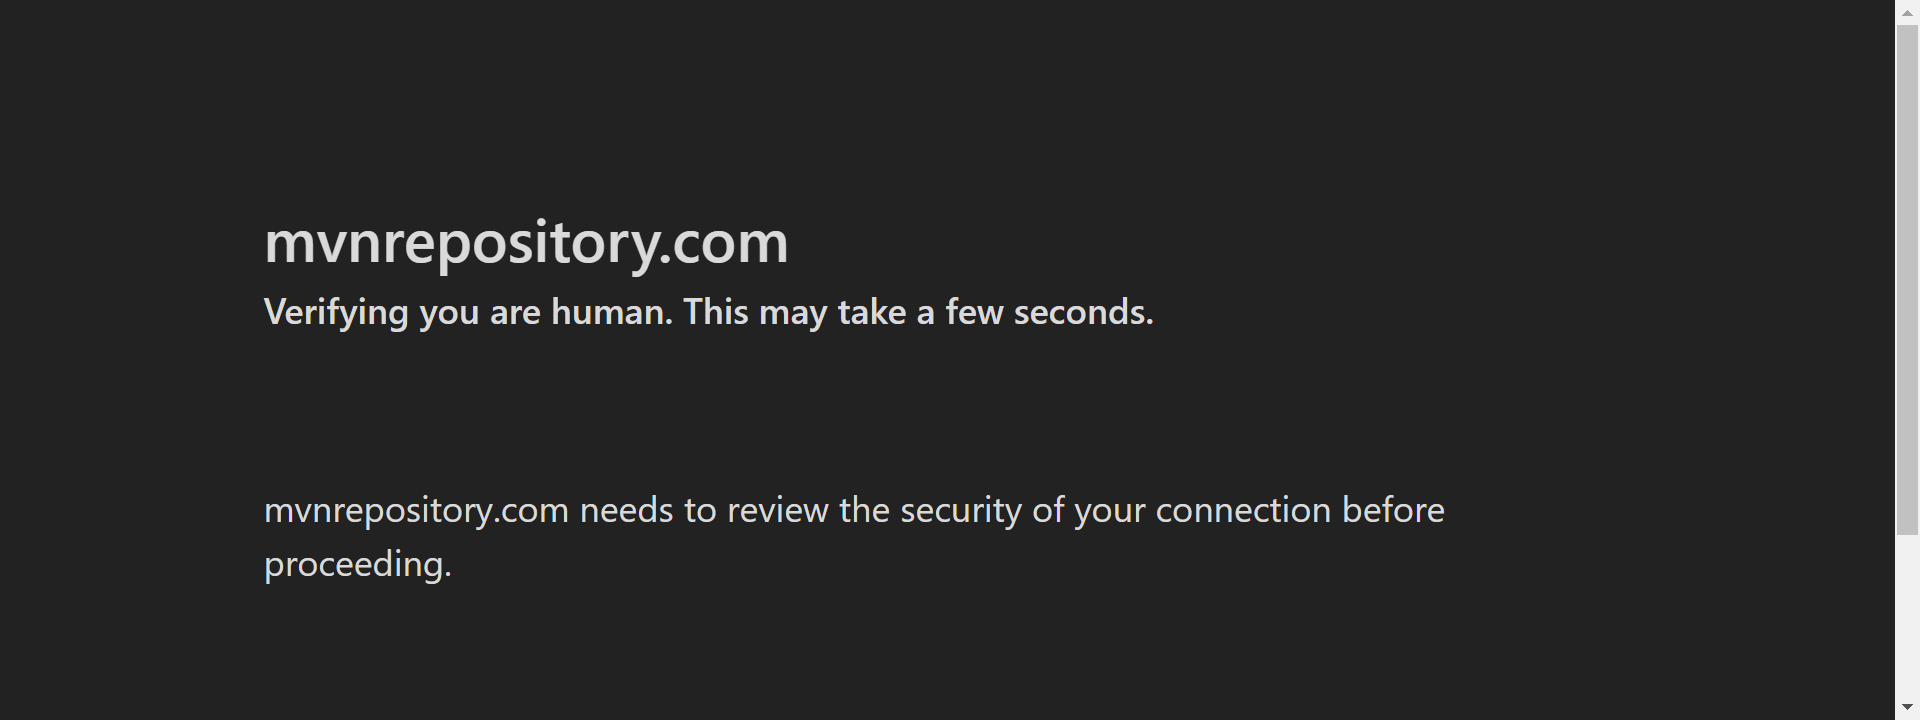 mvnrepository.com
Verifying you are human. This may take a few seconds.
mvnrepository.com needs to review the security of your connection before
proceeding.